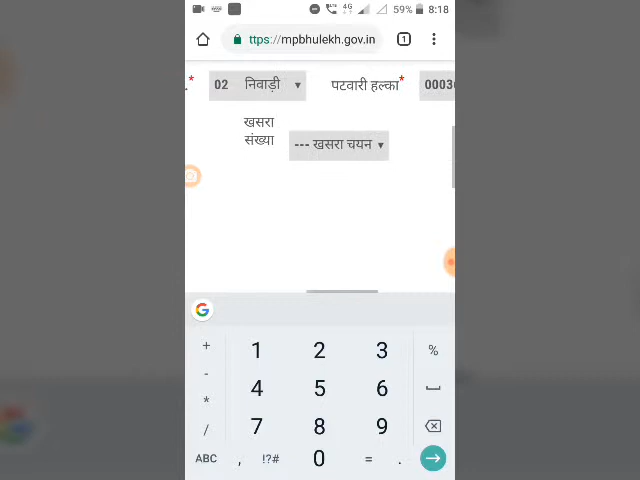 4G
59%
8:18
ttps://mpbhulekh.gov.in
1
.* 02 निवाड़ी ▾ पटवारी हल्का*
खसरा
संख्या
--- खसरा चयन ▾
G
+ 1 2 3 %
- 4 5 6
* 7 8 9
/
ABC , !?# 0 = .